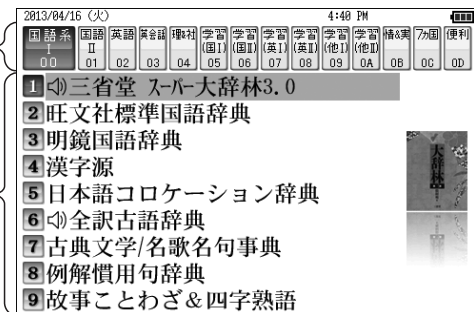 2013/04/16 (火) 4:40 PM
国語系 国語 英語 英会話 理社 学習 学習 学習 学習 学習 学習 情&実 7ヵ国 便利
I II (国I) (国II) (英I) (英II) (他I) (他II)
00 01 02 03 04 05 06 07 08 09 0A 0B 0C 0D
1 三省堂 スーパー大辞林3.0
2 旺文社標準国語辞典
3 明鏡国語辞典
4 漢字源
5 日本語コロケーション辞典
6 全訳古語辞典
7 古典文学/名歌名句事典
8 例解慣用句辞典
9 故事ことわざ&四字熟語
大辞林